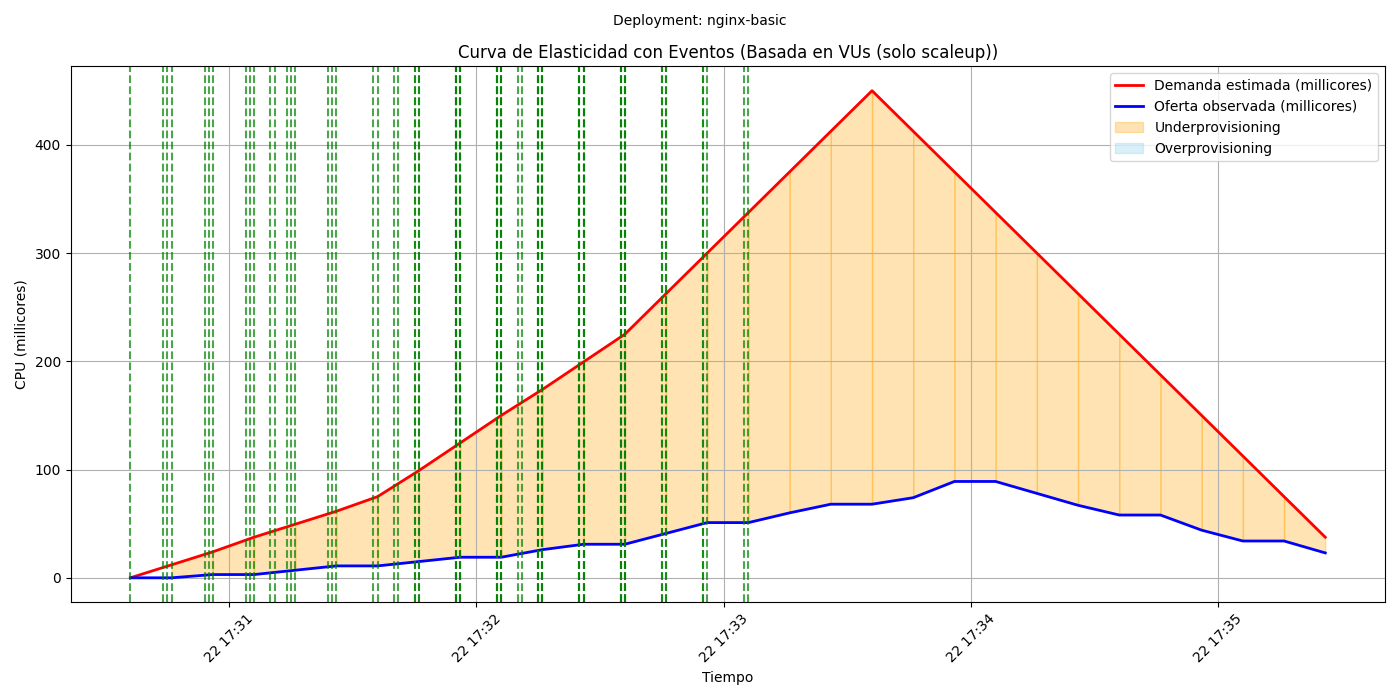 Deployment: nginx-basic
Curva de Elasticidad con Eventos (Basada en VUs (solo scaleup))
Demanda estimada (millicores)
Oferta observada (millicores)
Underprovisioning
Overprovisioning
CPU (millicores)
400
300
200
100
0
22 17:31
22 17:32
22 17:33
22 17:34
22 17:35
Tiempo